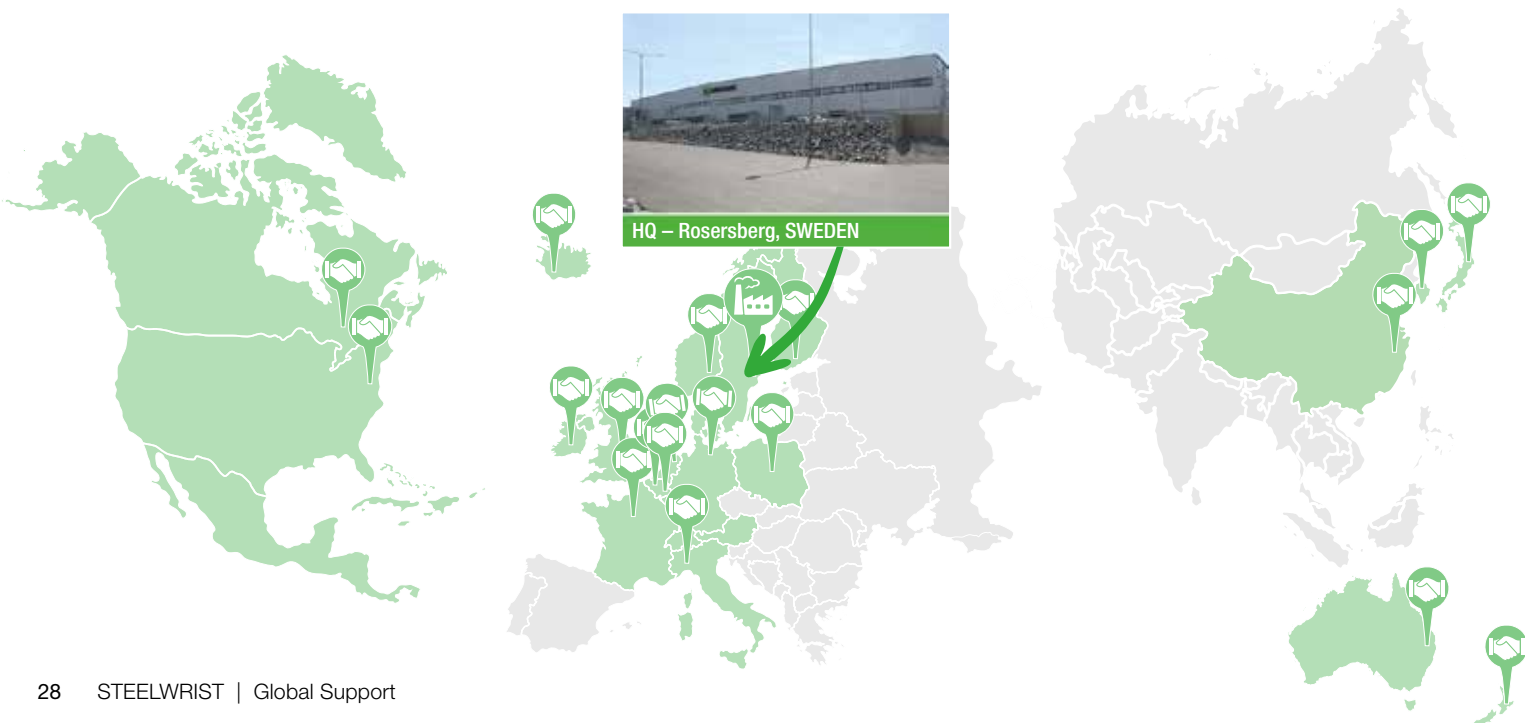 HQ – Rosersberg, SWEDEN
28 STEELWRIST | Global Support